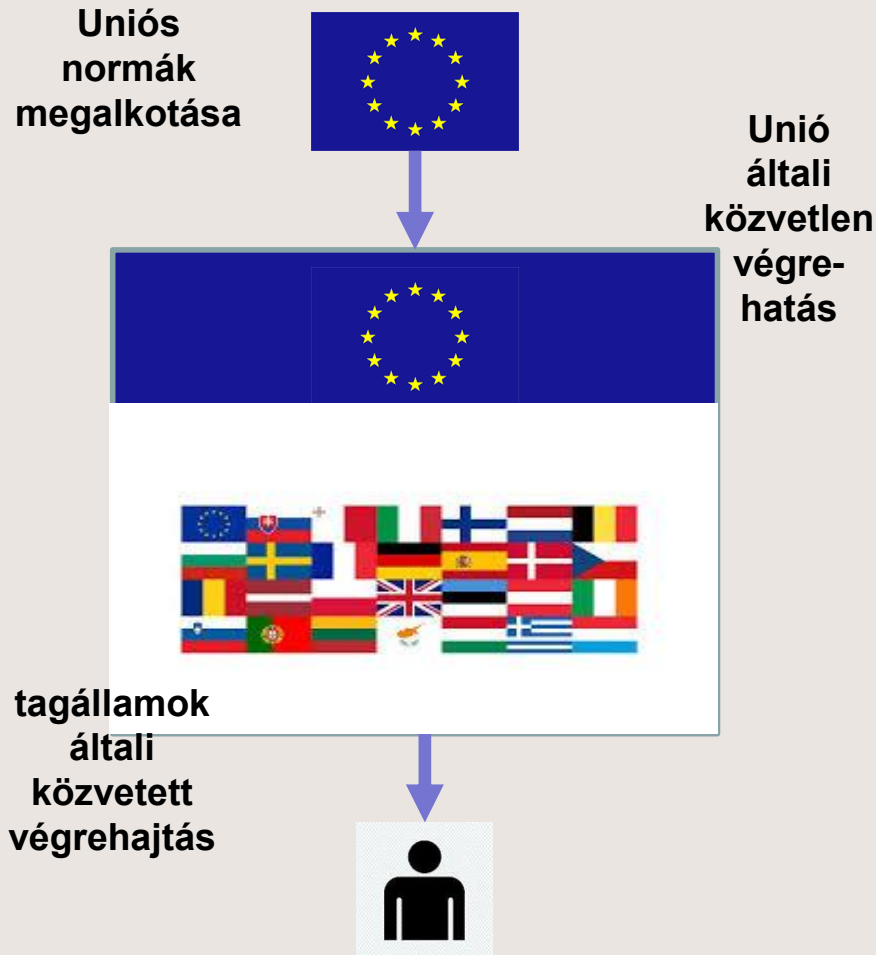 Uniós
normák
megalkotása
Unió
általi
közvetlen
végre-
hatás
tagállamok
általi
közvetett
végrehajtás